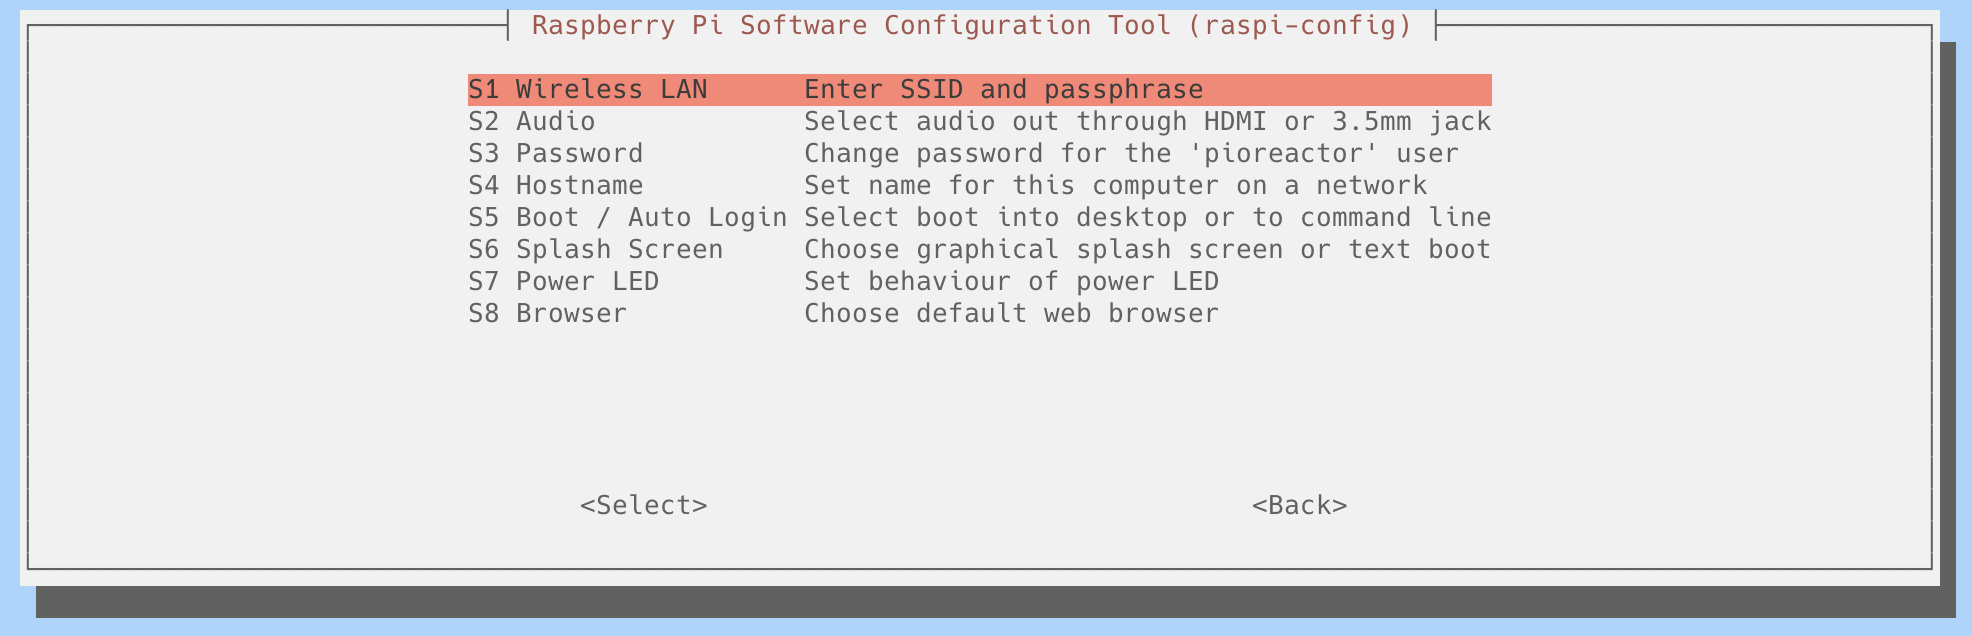 Raspberry Pi Software Configuration Tool (raspi-config)
S1 Wireless LAN Enter SSID and passphrase
S2 Audio Select audio out through HDMI or 3.5mm jack
S3 Password Change password for the 'pioreactor' user
S4 Hostname Set name for this computer on a network
S5 Boot / Auto Login Select boot into desktop or to command line
S6 Splash Screen Choose graphical splash screen or text boot
S7 Power LED Set behaviour of power LED
S8 Browser Choose default web browser
<Select> <Back>